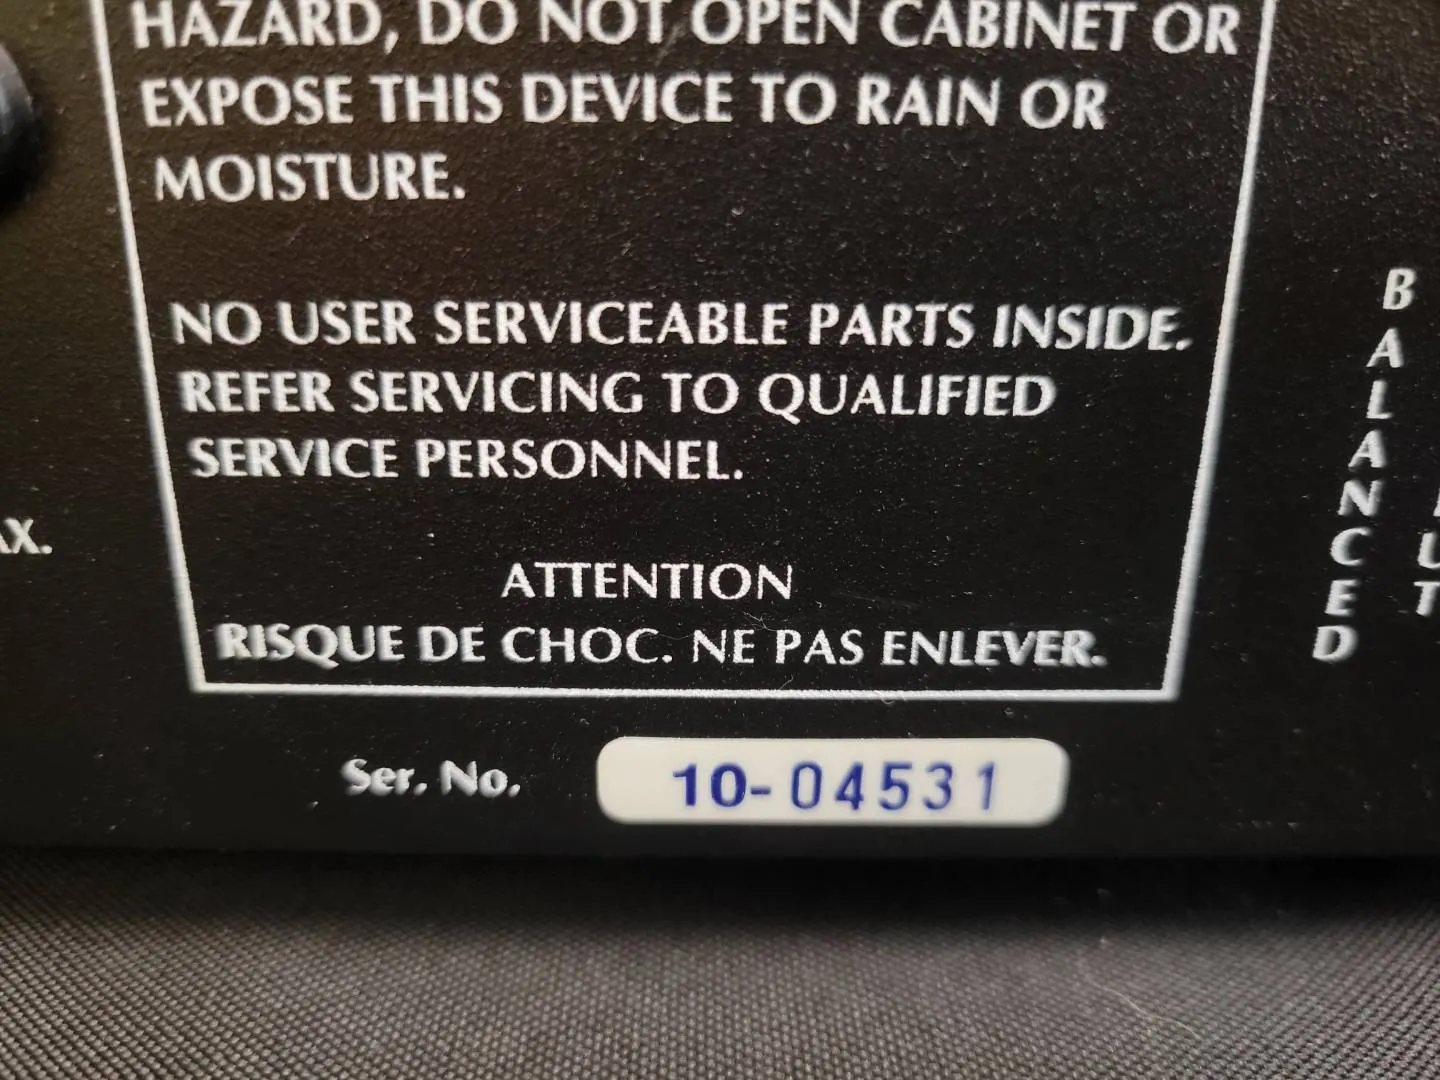 HAZARD, DO NOT OPEN CABINET OR
EXPOSE THIS DEVICE TO RAIN OR
MOISTURE.
NO USER SERVICEABLE PARTS INSIDE.
REFER SERVICING TO QUALIFIED
SERVICE PERSONNEL.
ATTENTION
RISQUE DE CHOC. NE PAS ENLEVER.
Ser. No. 10-04531
BALANCED